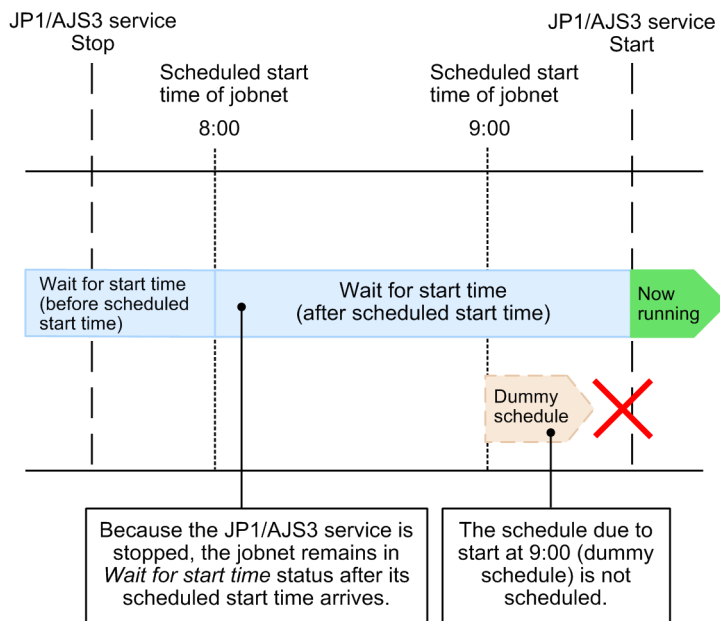 JP1/AJS3 service
Stop
JP1/AJS3 service
Start
Scheduled start
time of jobnet
8:00
Scheduled start
time of jobnet
9:00
Wait for start time
(before scheduled
start time)
Wait for start time
(after scheduled start time)
Now
running
Dummy
schedule
Because the JP1/AJS3 service is
stopped, the jobnet remains in
Wait for start time status after its
scheduled start time arrives.
The schedule due to
start at 9:00 (dummy
schedule) is not
scheduled.